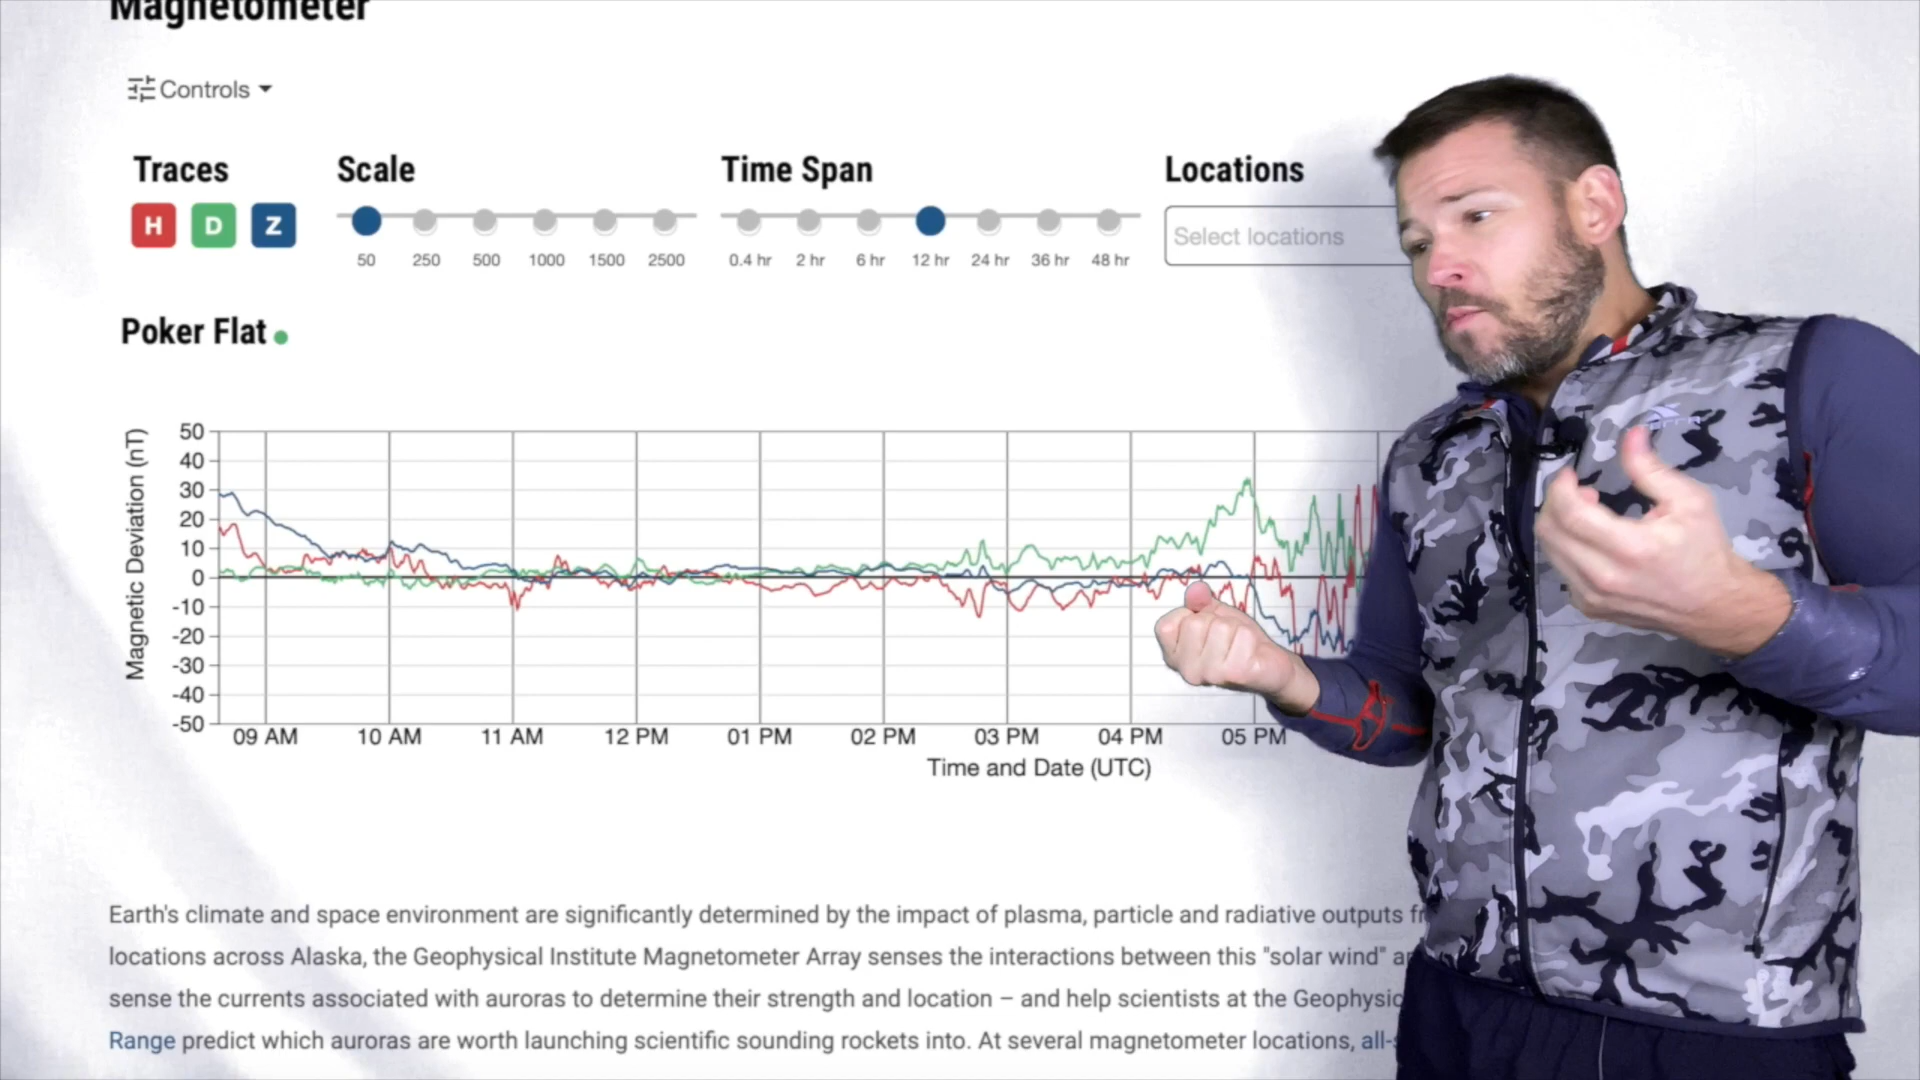 Magnetometer
Controls
Traces Scale Time Span Locations
H D Z
Select locations
50 250 500 1000 1500 2500 0.4 hr 2 hr 6 hr 12 hr 24 hr 36 hr 48 hr
Poker Flat
Magnetic Deviation (nT)
50
40
30
20
10
0
-10
-20
-30
-40
-50
09 AM 10 AM 11 AM 12 PM 01 PM 02 PM 03 PM 04 PM 05 PM
Time and Date (UTC)
Earth's climate and space environment are significantly determined by the impact of plasma, particle and radiative outputs
locations across Alaska, the Geophysical Institute Magnetometer Array senses the interactions between this "solar wind"
sense the currents associated with auroras to determine their strength and location – and help scientists at the
Range predict which auroras are worth launching scientific sounding rockets into. At several magnetometer locations,